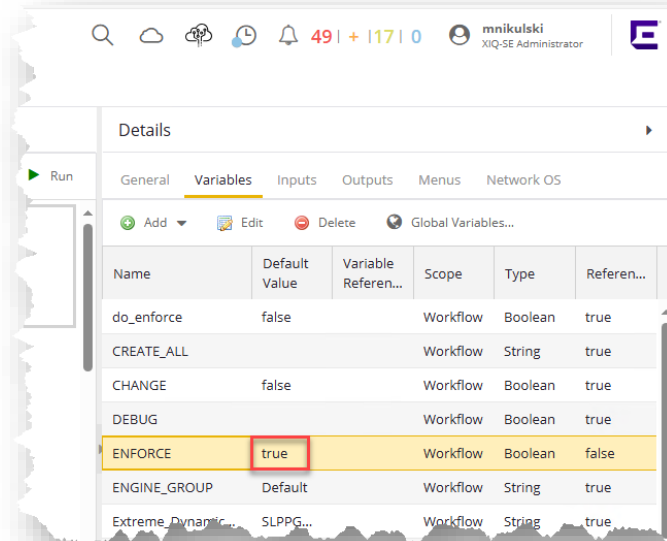 49 | + | 17 | 0 mnikulski
XIQ-SE Administrator
Details
Run
General Variables Inputs Outputs Menus Network OS
Add Edit Delete Global Variables...
Name Default Value Variable Referen... Scope Type Referen...
do_enforce false Workflow Boolean true
CREATE_ALL Workflow String true
CHANGE false Workflow Boolean true
DEBUG Workflow Boolean true
ENFORCE true Workflow Boolean false
ENGINE_GROUP Default Workflow String true
Extreme_Dynamic... SLPPG... Workflow String true